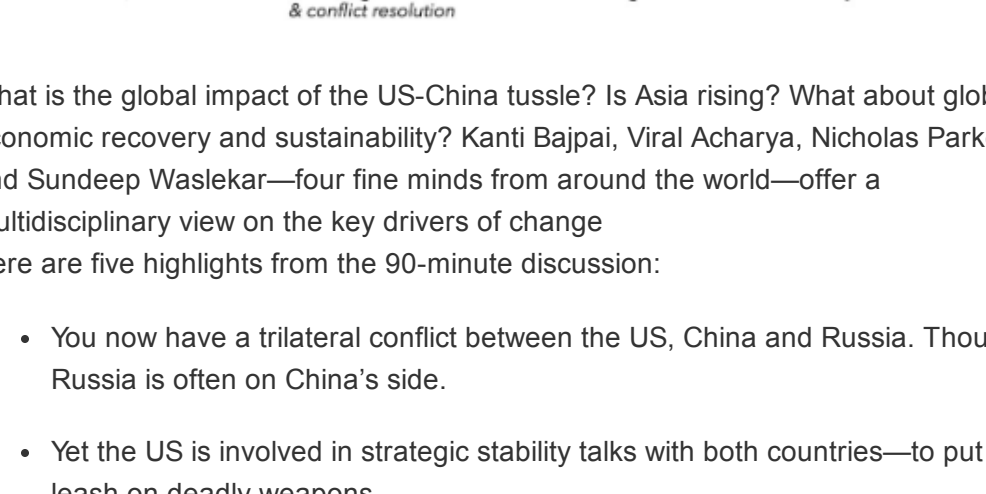 & conflict resolution
hat is the global impact of the US-China tussle? Is Asia rising? What about glob
onomic recovery and sustainability? Kanti Bajpai, Viral Acharya, Nicholas Park
nd Sundeep Waslekar—four fine minds from around the world—offer a
ultidisciplinary view on the key drivers of change
ere are five highlights from the 90-minute discussion:
• You now have a trilateral conflict between the US, China and Russia. Thou
Russia is often on China’s side.
• Yet the US is involved in strategic stability talks with both countries—to put
leash on deadly weapons